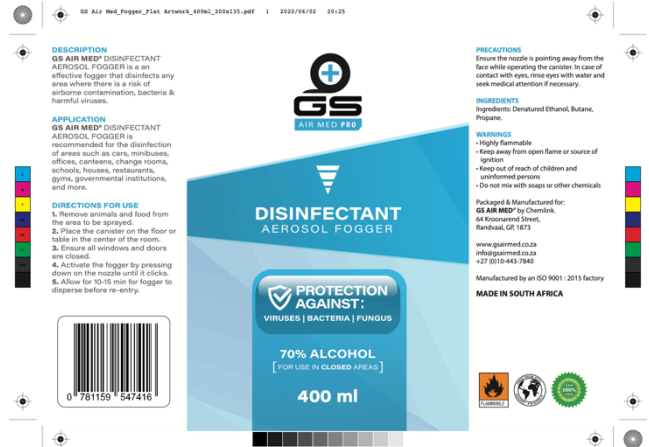 GS Air Med_Fogger_Flat Artwork_400ml_200x135.pdf 1 2020/06/02 20:25
DESCRIPTION
GS AIR MED® DISINFECTANT
AEROSOL FOGGER is a an
effective fogger that disinfects any
area where there is a risk of
airborne contamination, bacteria &
harmful viruses.
APPLICATION
GS AIR MED® DISINFECTANT
AEROSOL FOGGER is
recommended for the disinfection
of areas such as cars, minibuses,
offices, canteens, change rooms,
schools, houses, restaurants,
gyms, governmental institutions,
and more.
DIRECTIONS FOR USE
1. Remove animals and food from
the area to be sprayed.
2. Place the canister on the floor or
table in the center of the room.
3. Ensure all windows and doors
are closed.
4. Activate the fogger by pressing
down on the nozzle until it clicks.
5. Allow for 10-15 min for fogger to
disperse before re-entry.
0 781159 547416
GS
AIR MED PRO
DISINFECTANT
AEROSOL FOGGER
PROTECTION
AGAINST:
VIRUSES | BACTERIA | FUNGUS
70% ALCOHOL
[FOR USE IN CLOSED AREAS]
400 ml
PRECAUTIONS
Ensure the nozzle is pointing away from the
face while operating the canister. In case of
contact with eyes, rinse eyes with water and
seek medical attention if necessary.
INGREDIENTS
Ingredients: Denatured Ethanol, Butane,
Propane.
WARNINGS
• Highly flammable
• Keep away from open flame or source of
ignition
• Keep out of reach of children and
uninformed persons
• Do not mix with soaps or other chemicals
Packaged & Manufactured for:
GS AIR MED® by Chemlink.
64 Kroonarend Street,
Randvaal, GP, 1873
www.gsairmed.co.za
info@gsairmed.co.za
+27 (0)10-443-7840
Manufactured by an ISO 9001 : 2015 factory
MADE IN SOUTH AFRICA
FLAMMABLE
100%